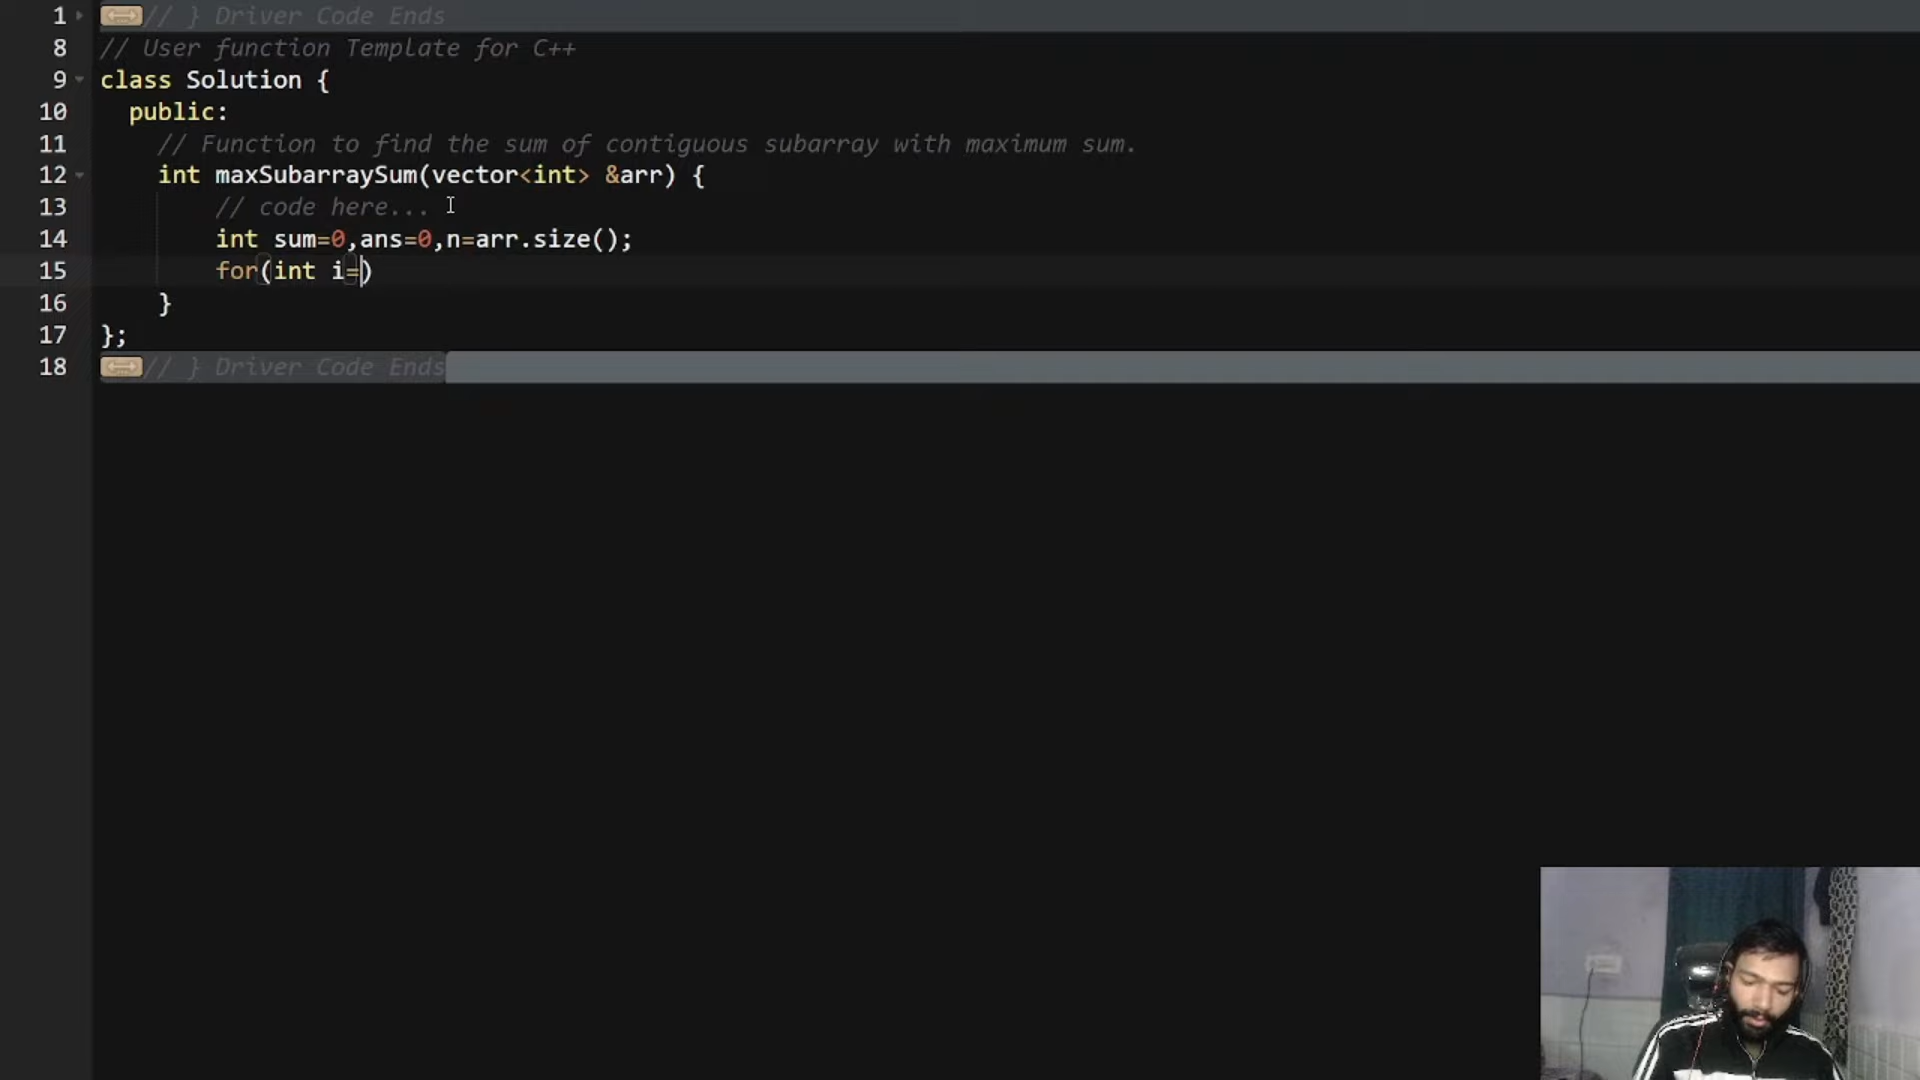 1 // } Driver Code Ends
8 // User function Template for C++
9 class Solution {
10 public:
11 // Function to find the sum of contiguous subarray with maximum sum.
12 int maxSubarraySum(vector<int> &arr) {
13 // code here...
14 int sum=0,ans=0,n=arr.size();
15 for(int i=)
16 }
17 };
18 // } Driver Code Ends